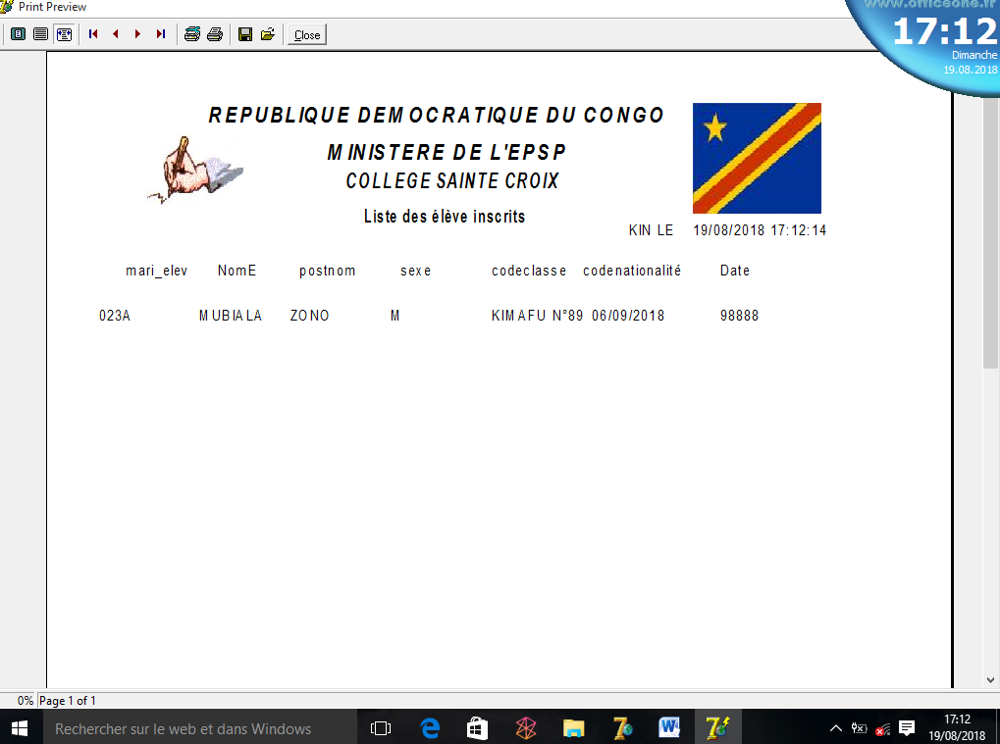 Print Preview
www.officeone.fr
17:12
Dimanche
19.08.2018
Close
REPUBLIQUE DEMOCRATIQUE DU CONGO
MINISTERE DE L'EPSP
COLLEGE SAINTE CROIX
Liste des élève inscrits
KIN LE 19/08/2018 17:12:14
mari_elev NomE postnom sexe codeclasse codenationalité Date
023A MUBIALA ZONO M KIMAFU N°89 06/09/2018 98888
0% Page 1 of 1
Rechercher sur le web et dans Windows
17:12
19/08/2018